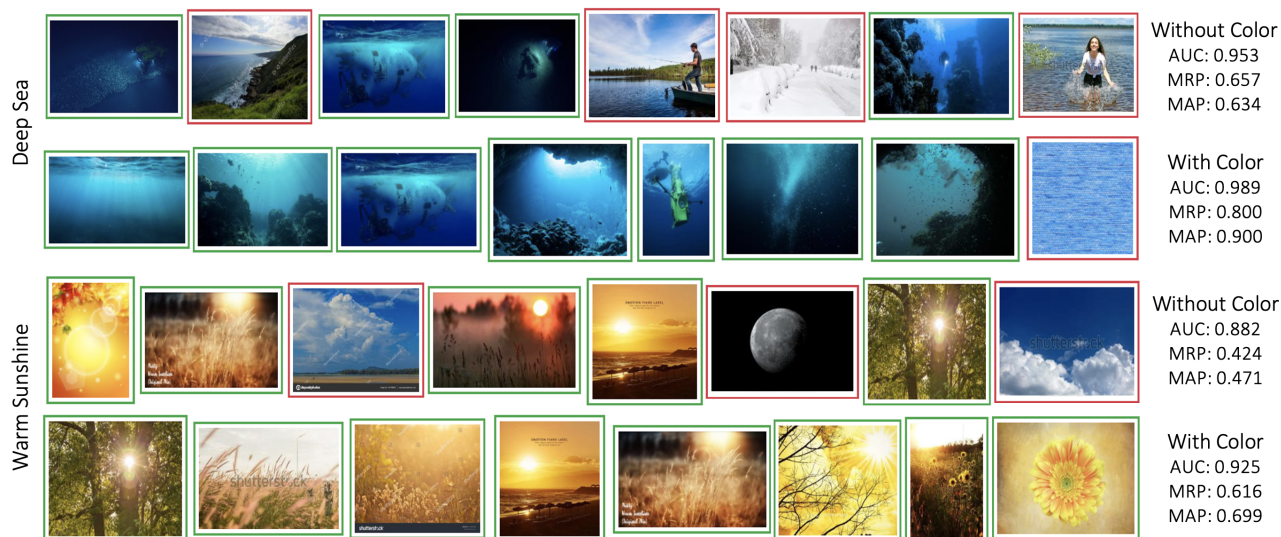 Deep Sea
Without Color
AUC: 0.953
MRP: 0.657
MAP: 0.634
With Color
AUC: 0.989
MRP: 0.800
MAP: 0.900
Warm Sunshine
Without Color
AUC: 0.882
MRP: 0.424
MAP: 0.471
shutterstock
With Color
AUC: 0.925
MRP: 0.616
MAP: 0.699
shutterstock
shutterstock